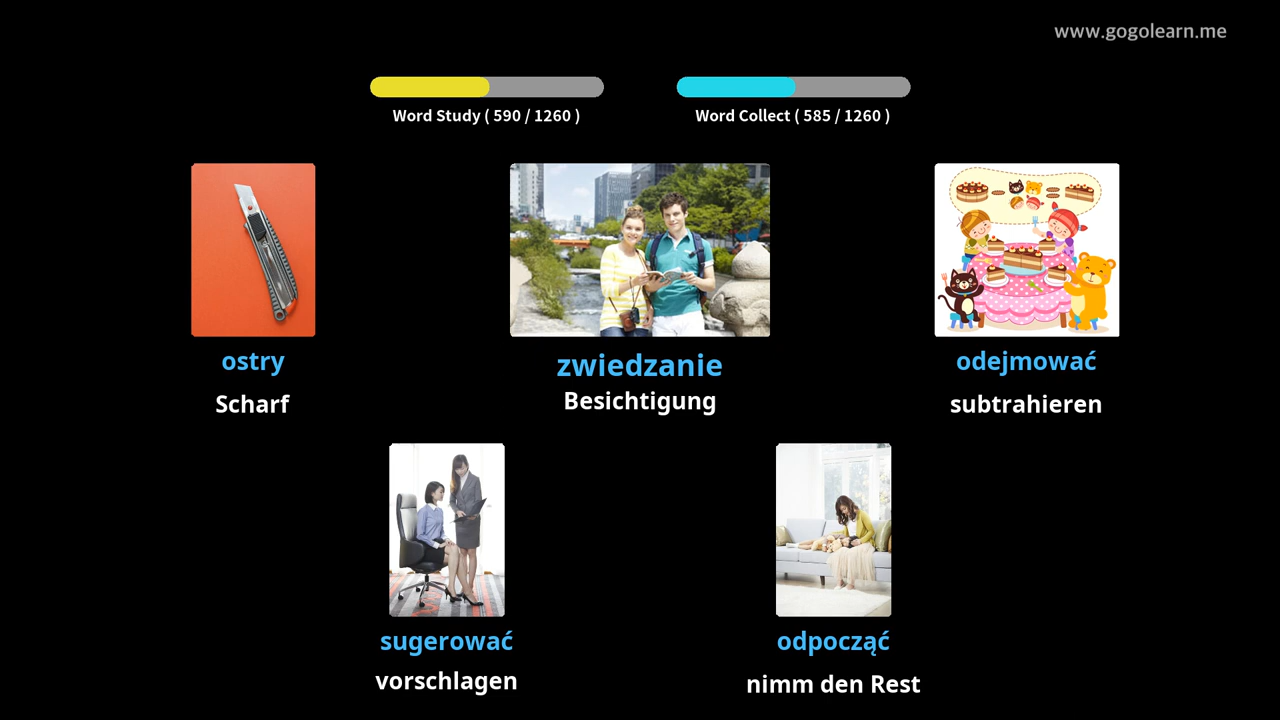 www.gogolearn.me
Word Study ( 590 / 1260 )
Word Collect ( 585 / 1260 )
ostry
Scharf
zwiedzanie
Besichtigung
odejmować
subtrahieren
sugerować
vorschlagen
odpocząć
nimm den Rest